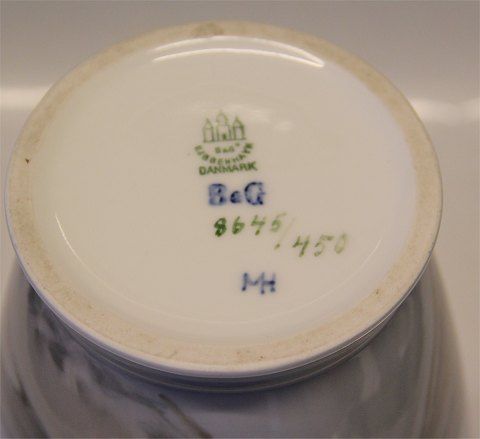 B&G
KJØBENHAVN
DANMARK
B&G
8645/450
MH